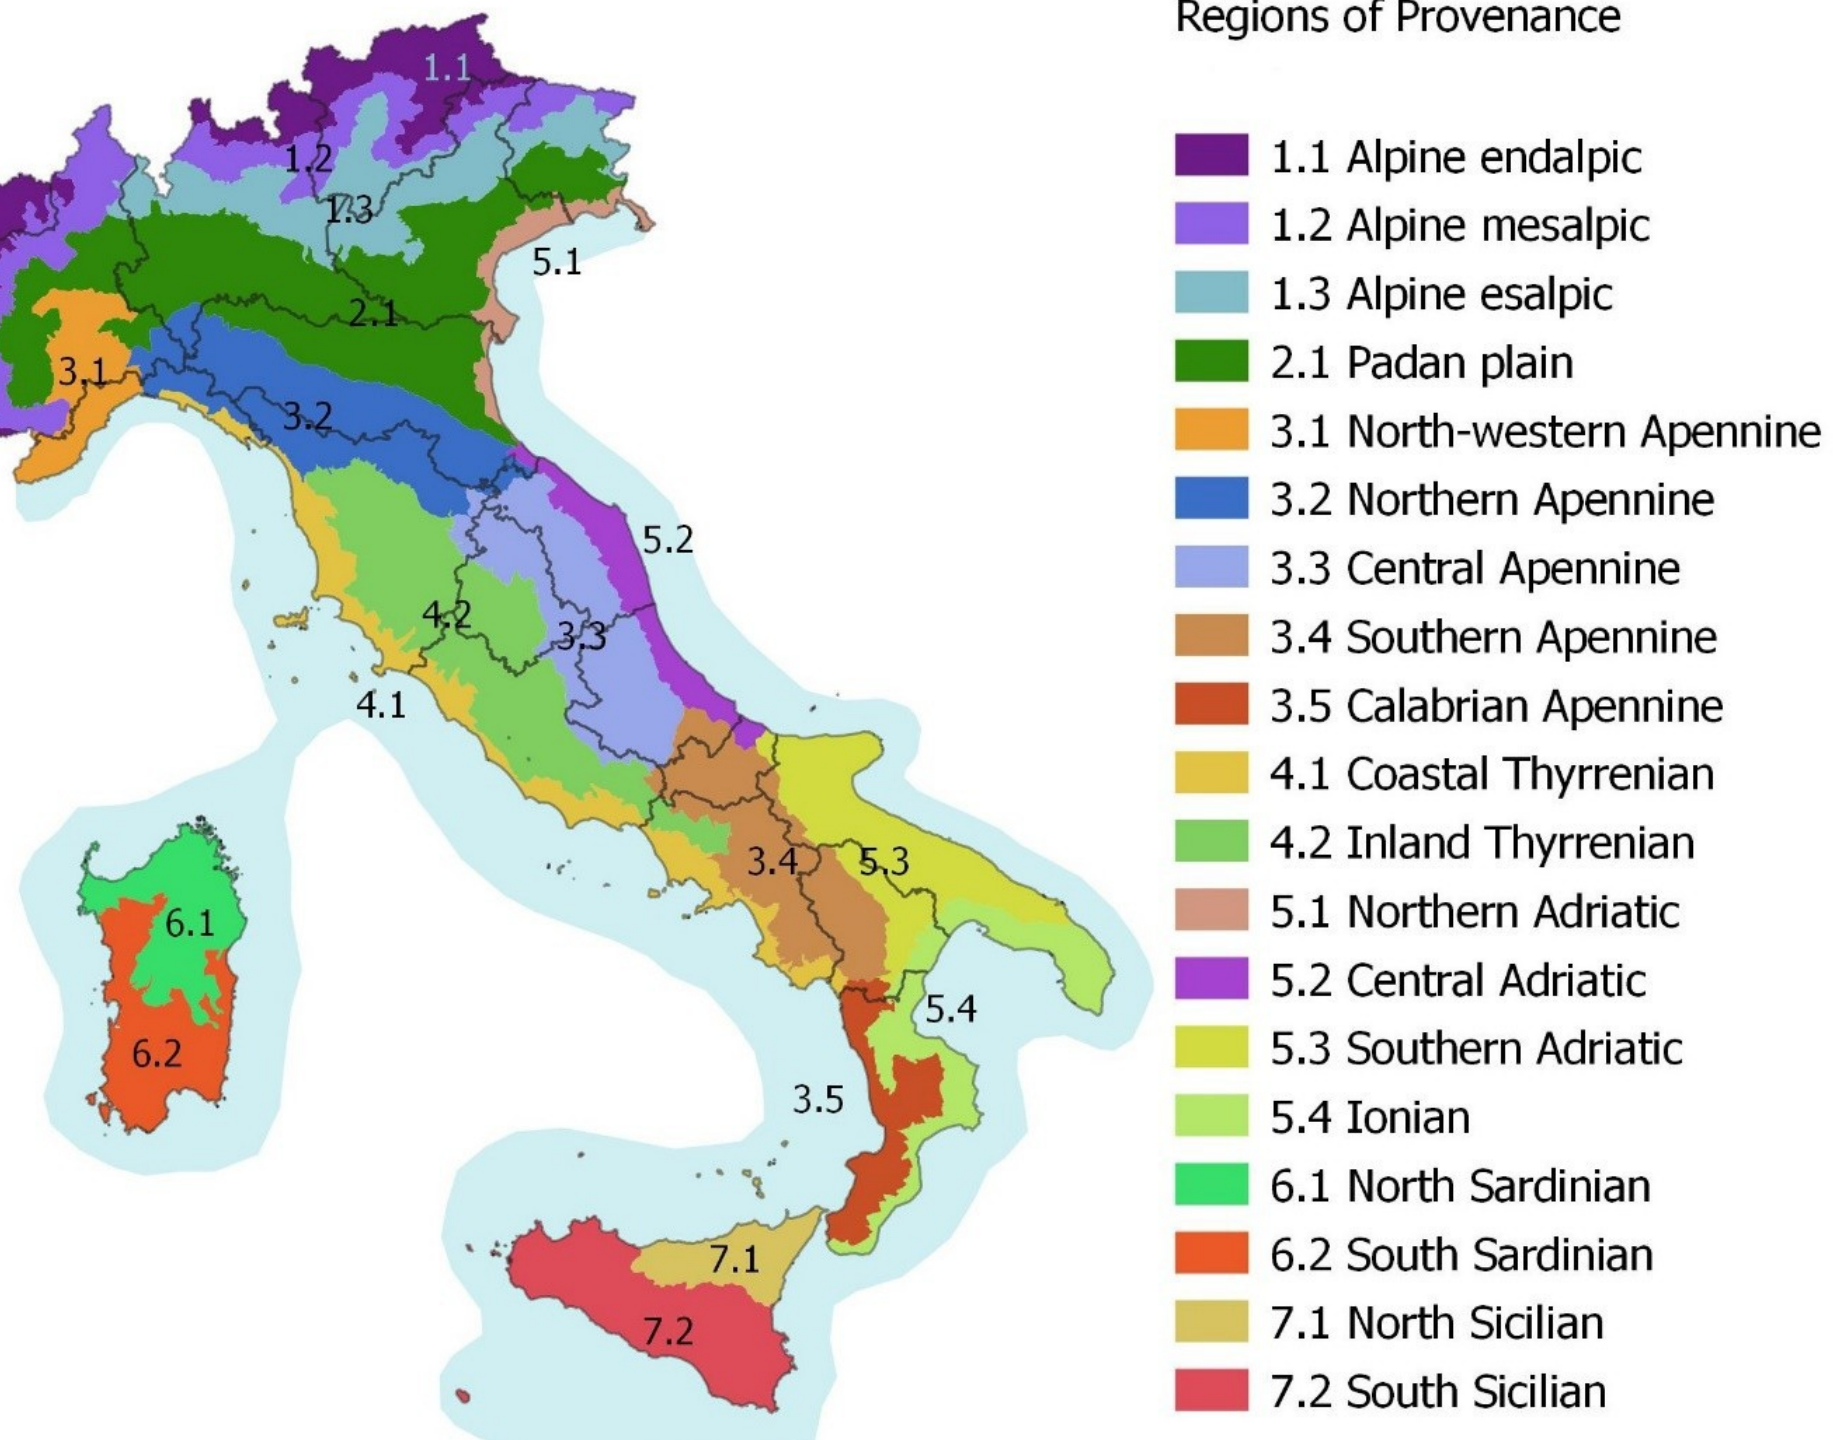 Regions of Provenance
1.1
1.2
1.3
5.1
2.1
3.1
3.2
5.2
4.2
3.3
4.1
3.4
5.3
6.1
5.4
6.2
3.5
7.1
7.2
1.1 Alpine endalpic
1.2 Alpine mesalpic
1.3 Alpine esalpic
2.1 Padan plain
3.1 North-western Apennine
3.2 Northern Apennine
3.3 Central Apennine
3.4 Southern Apennine
3.5 Calabrian Apennine
4.1 Coastal Thyrrenian
4.2 Inland Thyrrenian
5.1 Northern Adriatic
5.2 Central Adriatic
5.3 Southern Adriatic
5.4 Ionian
6.1 North Sardinian
6.2 South Sardinian
7.1 North Sicilian
7.2 South Sicilian